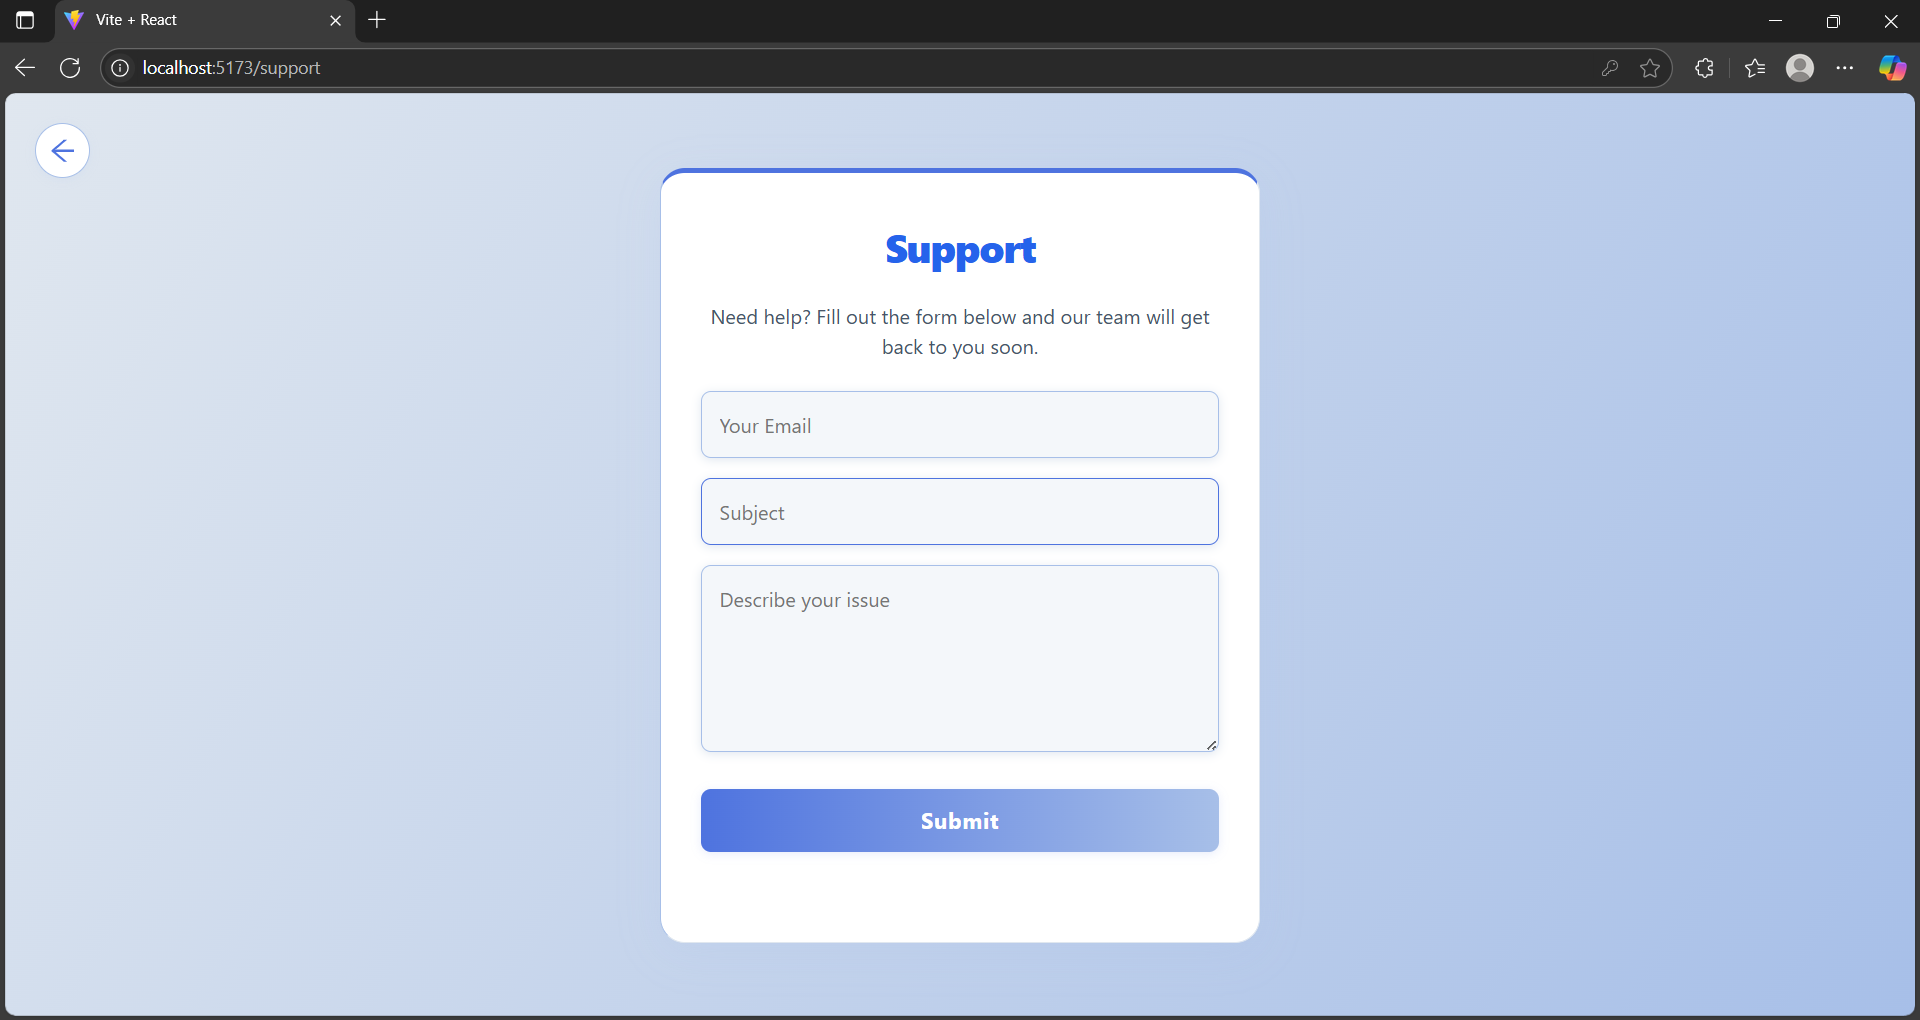 Vite + React
localhost:5173/support
Support
Need help? Fill out the form below and our team will get
back to you soon.
Your Email
Subject
Describe your issue
Submit